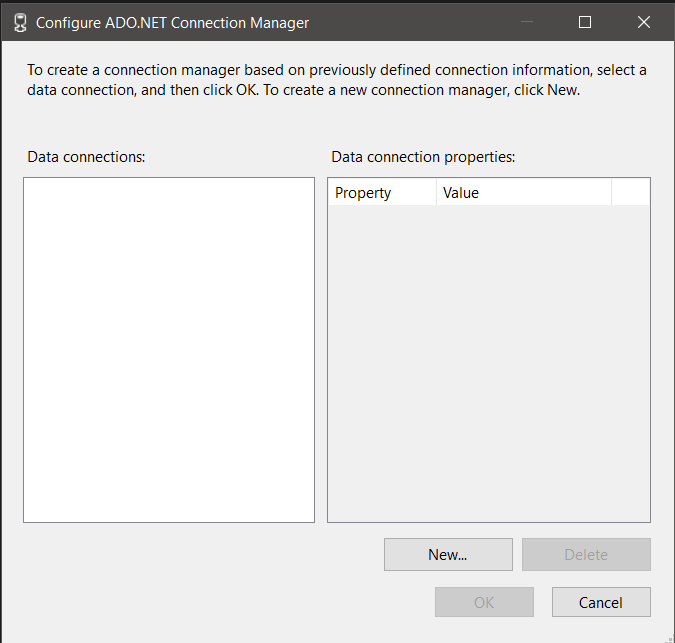 Configure ADO.NET Connection Manager
To create a connection manager based on previously defined connection information, select a
data connection, and then click OK. To create a new connection manager, click New.
Data connections:
Data connection properties:
Property Value
New...
Delete
OK
Cancel